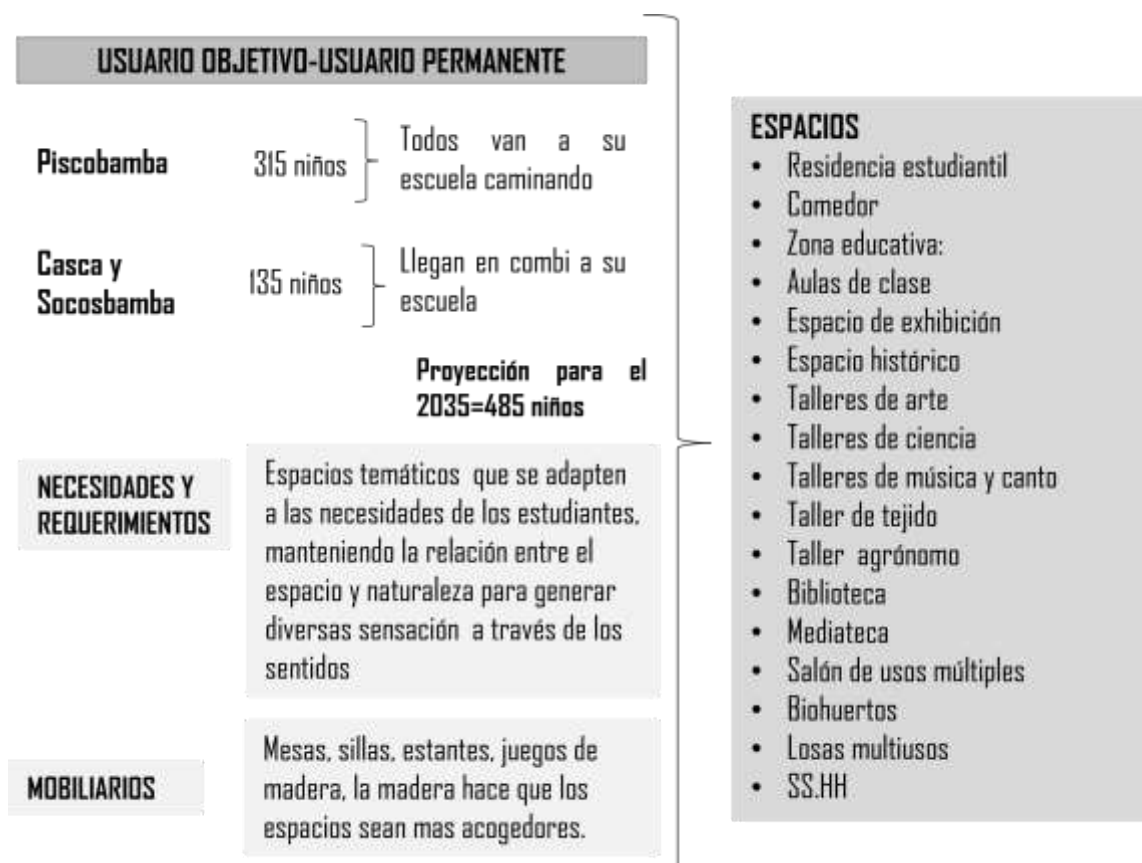 USUARIO OBJETIVO-USUARIO PERMANENTE
Piscobamba
315 niños
Todos van a su
escuela caminando
Casca y
Socosbamba
135 niños
Llegan en combi a su
escuela
Proyección para el
2035=485 niños
NECESIDADES Y
REQUERIMIENTOS
Espacios temáticos que se adapten
a las necesidades de los estudiantes,
manteniendo la relación entre el
espacio y naturaleza para generar
diversas sensación a través de los
sentidos
MOBILIARIOS
Mesas, sillas, estantes, juegos de
madera, la madera hace que los
espacios sean mas acogedores.
ESPACIOS
• Residencia estudiantil
• Comedor
• Zona educativa:
• Aulas de clase
• Espacio de exhibición
• Espacio histórico
• Talleres de arte
• Talleres de ciencia
• Talleres de música y canto
• Taller de tejido
• Taller agrónomo
• Biblioteca
• Mediateca
• Salón de usos múltiples
• Biohuertos
• Losas multiusos
• SS.HH